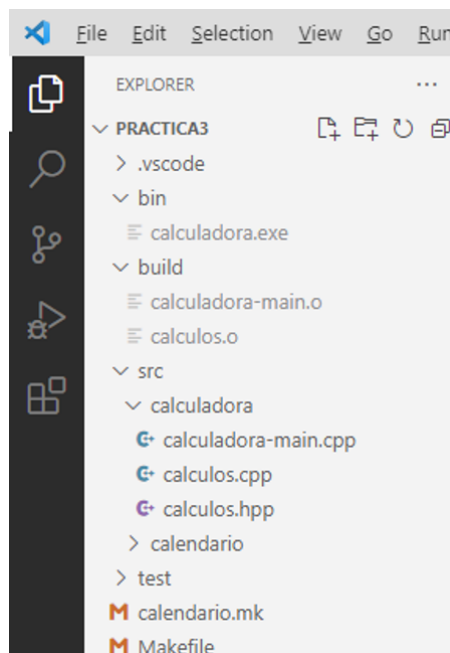 File Edit Selection View Go Run
EXPLORER
PRACTICA3
.vscode
bin
calculadora.exe
build
calculadora-main.o
calculos.o
src
calculadora
calculadora-main.cpp
calculos.cpp
calculos.hpp
calendario
test
calendario.mk
Makefile